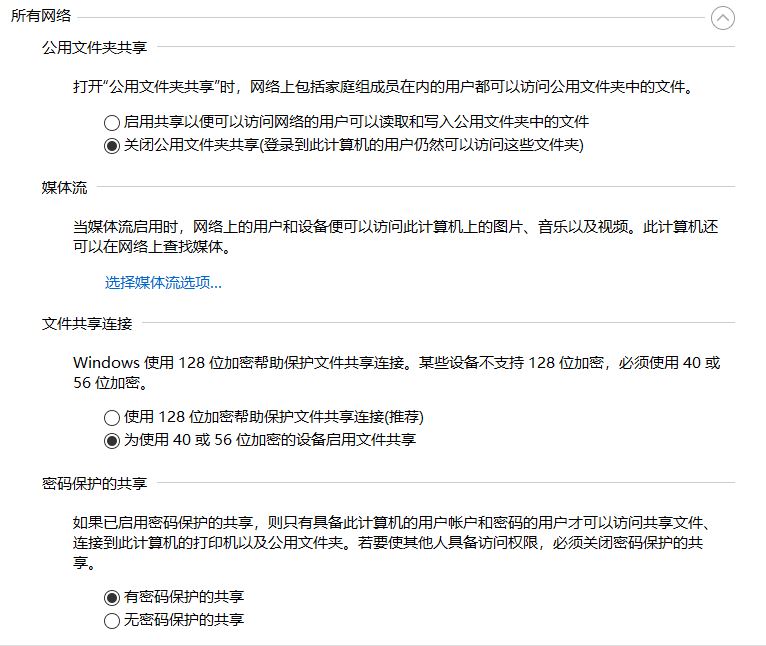 所有网络
公用文件夹共享
打开“公用文件夹共享”时，网络上包括家庭组成员在内的用户都可以访问公用文件夹中的文件。
启用共享以便可以访问网络的用户可以读取和写入公用文件夹中的文件
关闭公用文件夹共享(登录到此计算机的用户仍然可以访问这些文件夹)
媒体流
当媒体流启用时，网络上的用户和设备便可以访问此计算机上的图片、音乐以及视频。此计算机还
可以在网络上查找媒体。
选择媒体流选项...
文件共享连接
Windows 使用 128 位加密帮助保护文件共享连接。某些设备不支持 128 位加密，必须使用 40 或
56 位加密。
使用 128 位加密帮助保护文件共享连接(推荐)
为使用 40 或 56 位加密的设备启用文件共享
密码保护的共享
如果已启用密码保护的共享，则只有具备此计算机的用户帐户和密码的用户才可以访问共享文件、
连接到此计算机的打印机以及公用文件夹。若要使其他人具备访问权限，必须关闭密码保护的共
享。
有密码保护的共享
无密码保护的共享